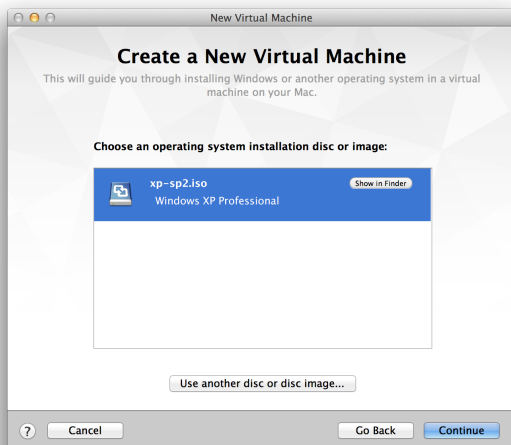 New Virtual Machine
Create a New Virtual Machine
This will guide you through installing Windows or another operating system in a virtual
machine on your Mac.
Choose an operating system installation disc or image:
xp-sp2.iso
Show in Finder
Windows XP Professional
Use another disc or disc image...
?
Cancel
Go Back
Continue